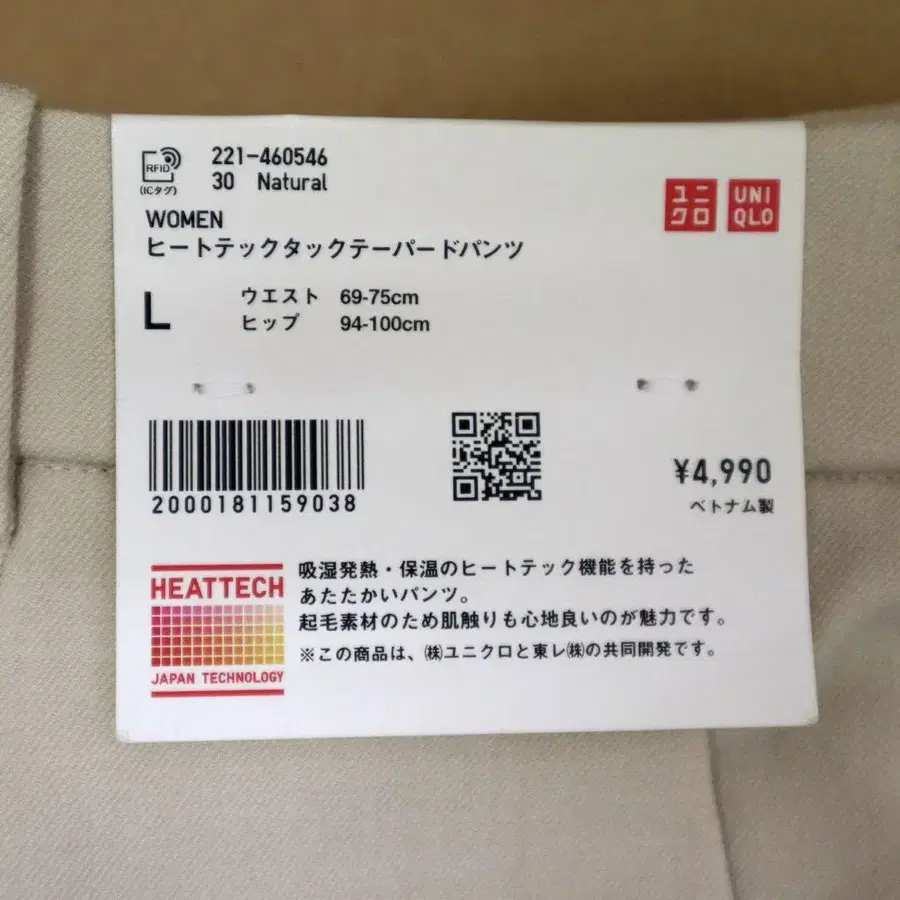 RFID
(ICタグ)
221-460546
30 Natural
ユニクロ
UNIQLO
WOMEN
ヒートテックタックテーパードパンツ
L
ウエスト 69-75cm
ヒップ 94-100cm
2000181159038
¥4,990
ベトナム製
HEATTECH
JAPAN TECHNOLOGY
吸湿発熱・保温のヒートテック機能を持った
あたたかいパンツ。
起毛素材のため肌触りも心地良いのが魅力です。
※この商品は、㈱ユニクロと東レ㈱の共同開発です。